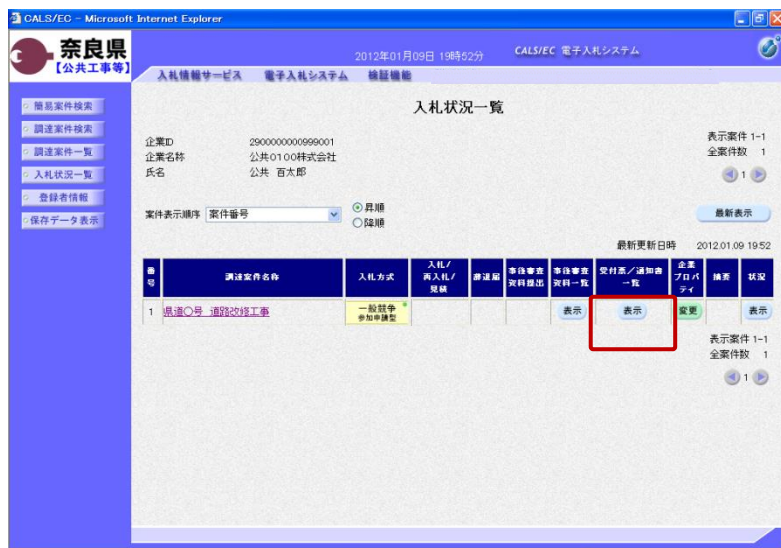 CALS/EC - Microsoft Internet Explorer
奈良県
【公共工事等】
2012年01月09日 19時52分
CALS/EC 電子入札システム
入札情報サービス 電子入札システム 検証機能
簡易案件検索
調達案件検索
調達案件一覧
入札状況一覧
登録者情報
保存データ表示
入札状況一覧
企業ID 2900000000999001
企業名称 公共0100株式会社
氏名 公共 百太郎
表示案件 1-1
全案件数 1
1
案件表示順序 案件番号
昇順
降順
最新表示
最新更新日時 2012.01.09 19:52
番号 調達案件名称 入札方式 入札/再入札/見積 辞退届 事後審査資料提出 事後審査資料一覧 受付票/通知書一覧 企業プロパティ 摘要 状況
1 県道〇号 道路改修工事 一般競争 参加申請型 表示 表示 変更 表示
表示案件 1-1
全案件数 1
1